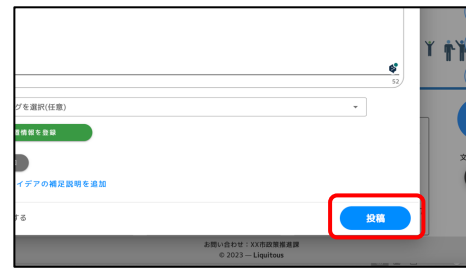 52
グを選択(任意)
情報を登録
イデアの補足説明を追加
する
投稿
文
お問い合わせ：XX市政策推進課
© 2023 — Liquitous